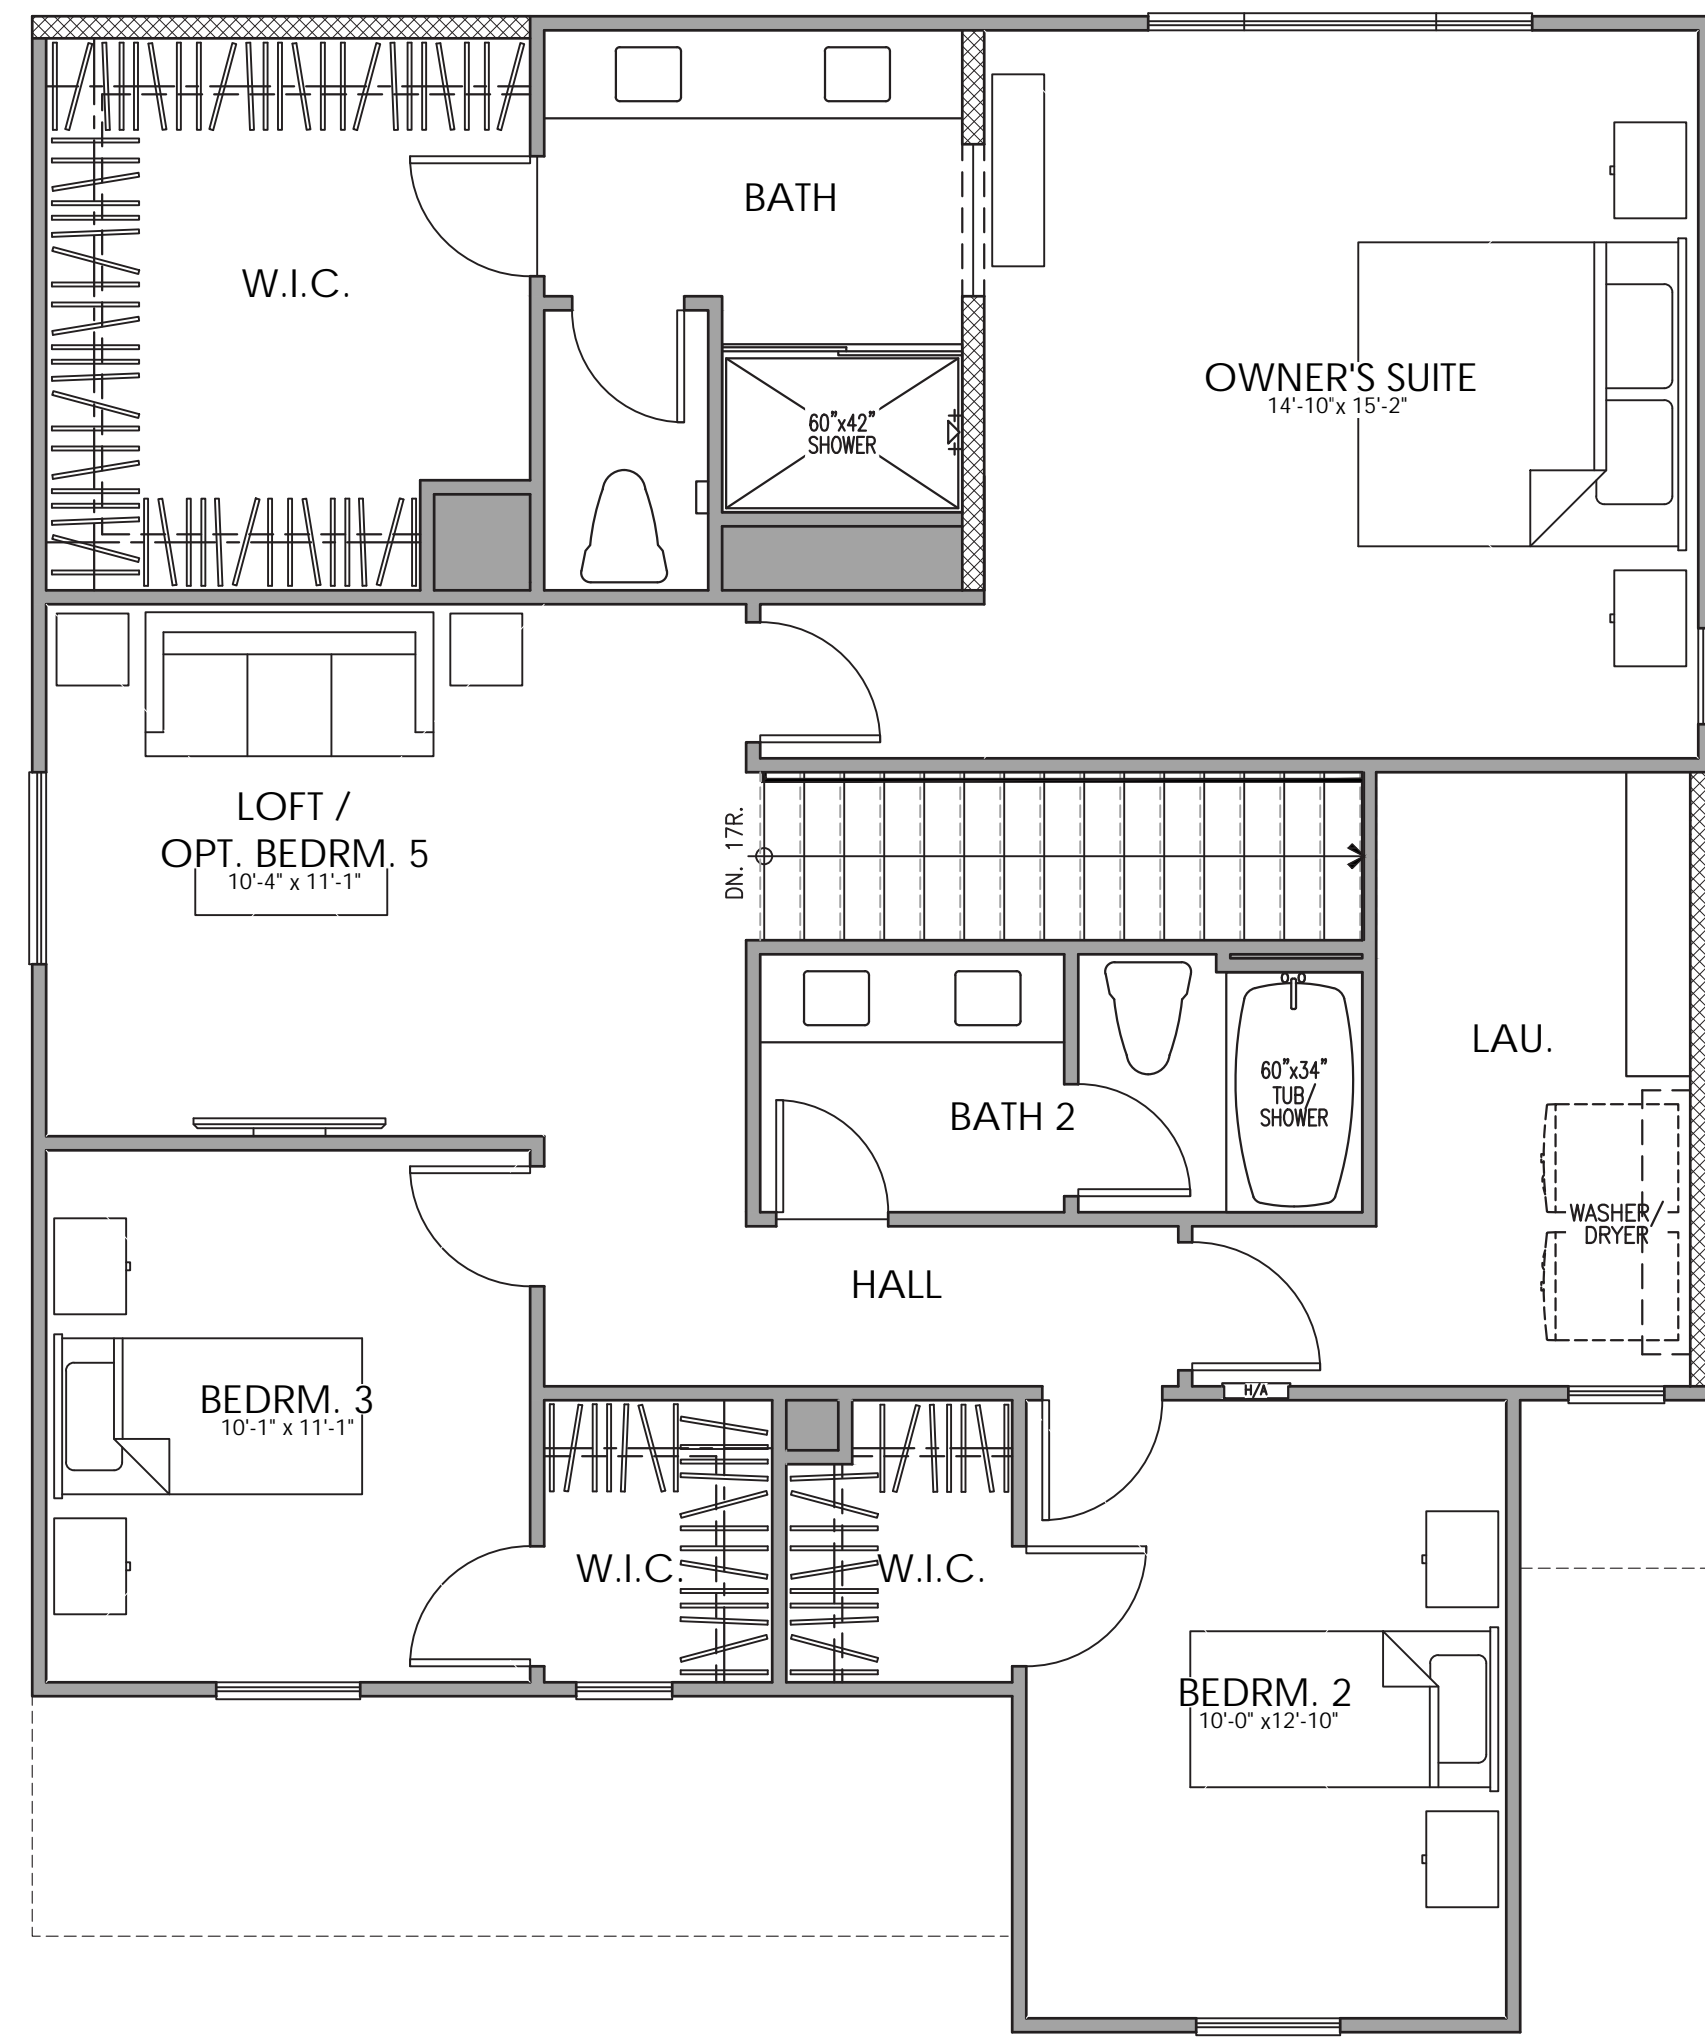 BATH
W.I.C.
OWNER'S SUITE
14'-10"x 15'-2"
60"x42"
SHOWER
LOFT /
OPT. BEDRM. 5
10'-4" x 11'-1"
DN. 17R.
LAU.
60"x34"
TUB/
SHOWER
BATH 2
WASHER/
DRYER
HALL
H/A
BEDRM. 3
10'-1" x 11'-1"
W.I.C.
W.I.C.
BEDRM. 2
10'-0" x12'-10"